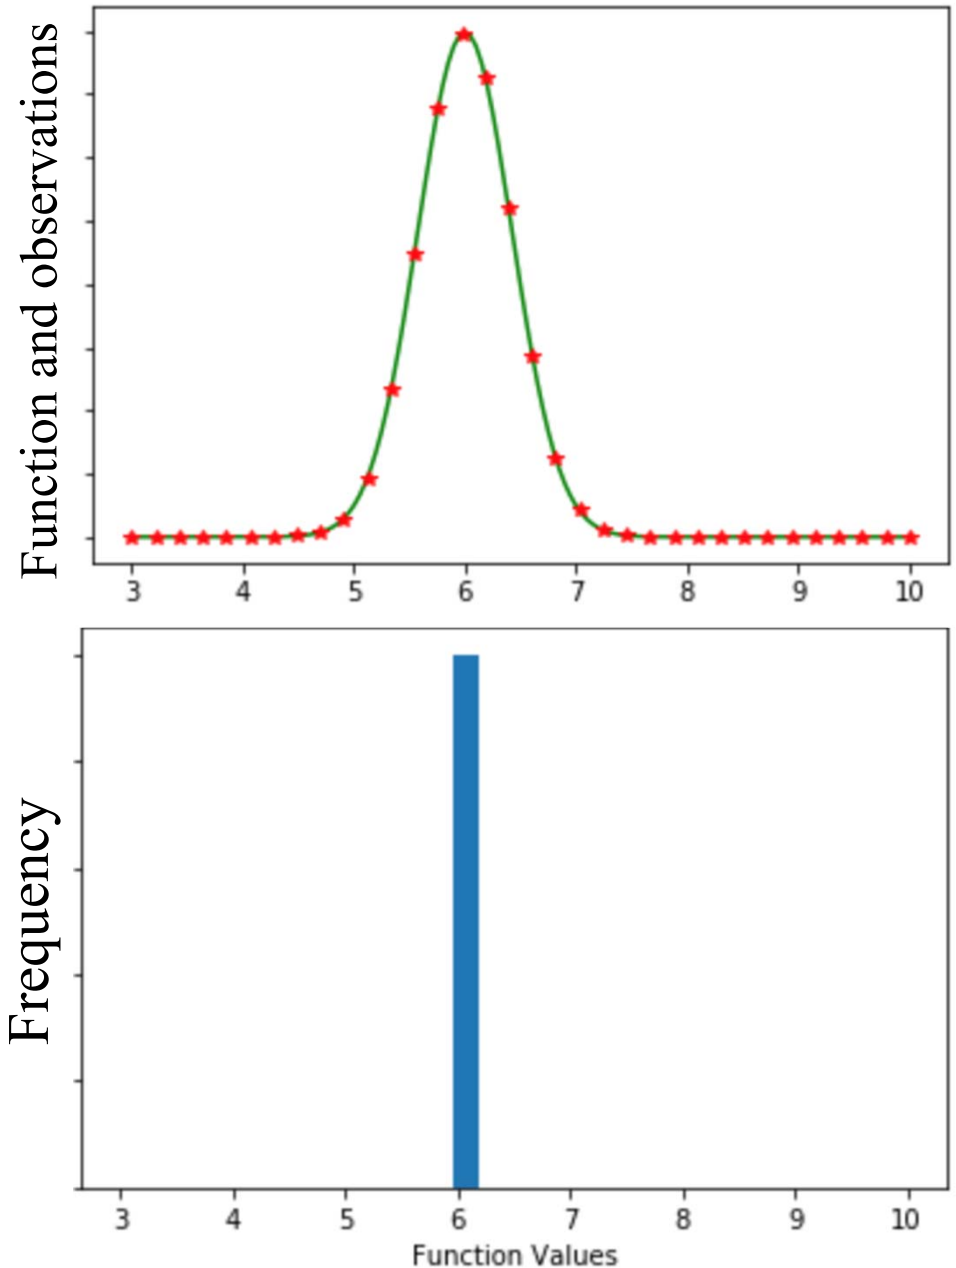 Function and observations
3 4 5 6 7 8 9 10
Frequency
3 4 5 6 7 8 9 10
Function Values